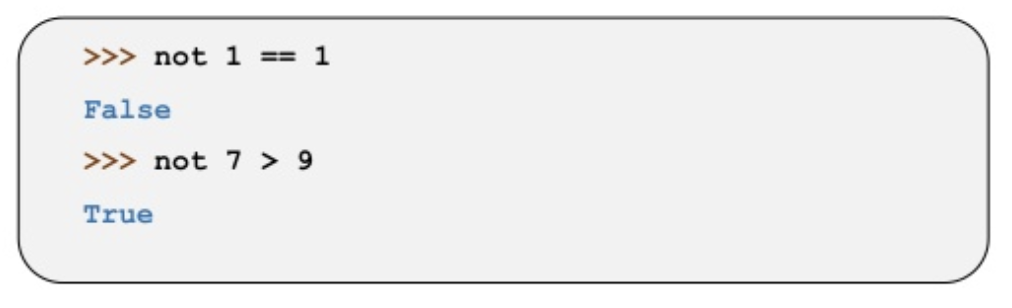 >>> not 1 == 1
False
>>> not 7 > 9
True